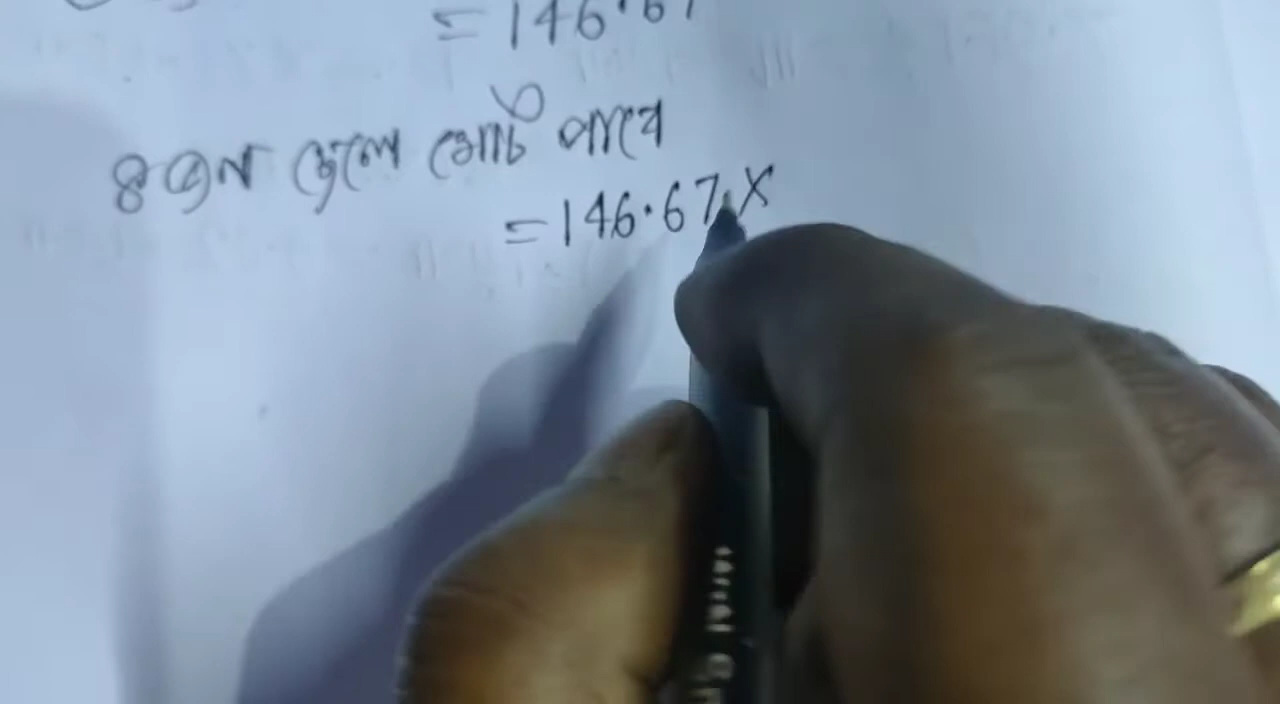 = 146.67
৪জন ছেলে মোট পাবে
= 146.67 ×